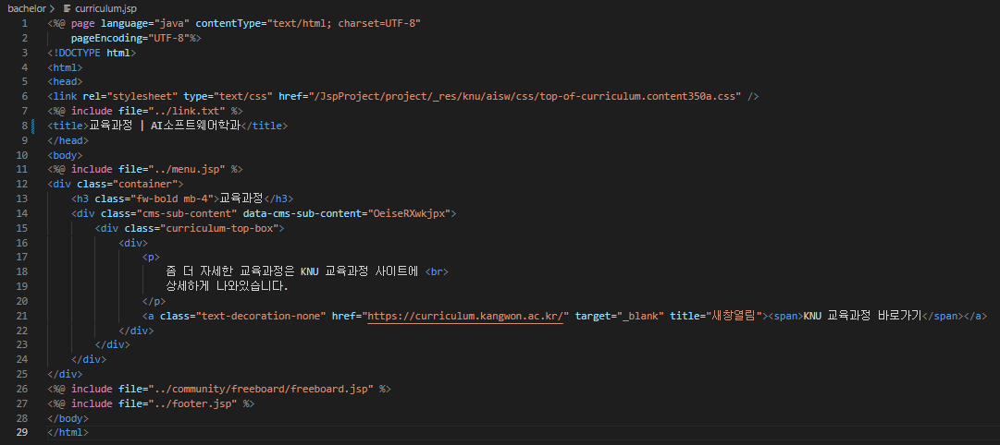 bachelor > curriculum.jsp
1 <%@ page language="java" contentType="text/html; charset=UTF-8"
2     pageEncoding="UTF-8"%>
3 <!DOCTYPE html>
4 <html>
5 <head>
6 <link rel="stylesheet" type="text/css" href="/JspProject/project/_res/knu/aisw/css/top-of-curriculum.content350a.css" />
7 <%@ include file="../link.txt" %>
8 <title>교육과정 | AI소프트웨어학과</title>
9 </head>
10 <body>
11 <%@ include file="../menu.jsp" %>
12 <div class="container">
13     <h3 class="fw-bold mb-4">교육과정</h3>
14     <div class="cms-sub-content" data-cms-sub-content="OeiseRXwkjpx">
15         <div class="curriculum-top-box">
16             <div>
17                 <p>
18                     좀 더 자세한 교육과정은 KNU 교육과정 사이트에 <br>
19                     상세하게 나와있습니다.
20                 </p>
21                 <a class="text-decoration-none" href="https://curriculum.kangwon.ac.kr/" target="_blank" title="새창열림"><span>KNU 교육과정 바로가기</span></a>
22             </div>
23         </div>
24     </div>
25 </div>
26 <%@ include file="../community/freeboard/freeboard.jsp" %>
27 <%@ include file="../footer.jsp" %>
28 </body>
29 </html>